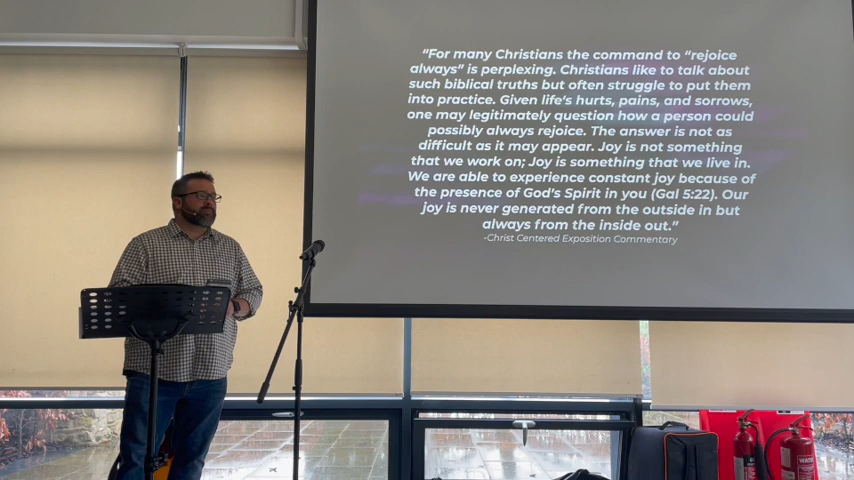 “For many Christians the command to “rejoice
always” is perplexing. Christians like to talk about
such biblical truths but often struggle to put them
into practice. Given life’s hurts, pains, and sorrows,
one may legitimately question how a person could
possibly always rejoice. The answer is not as
difficult as it may appear. Joy is not something
that we work on; Joy is something that we live in.
We are able to experience constant joy because of
the presence of God’s Spirit in you (Gal 5:22). Our
joy is never generated from the outside in but
always from the inside out.”
-Christ Centered Exposition Commentary
WATER